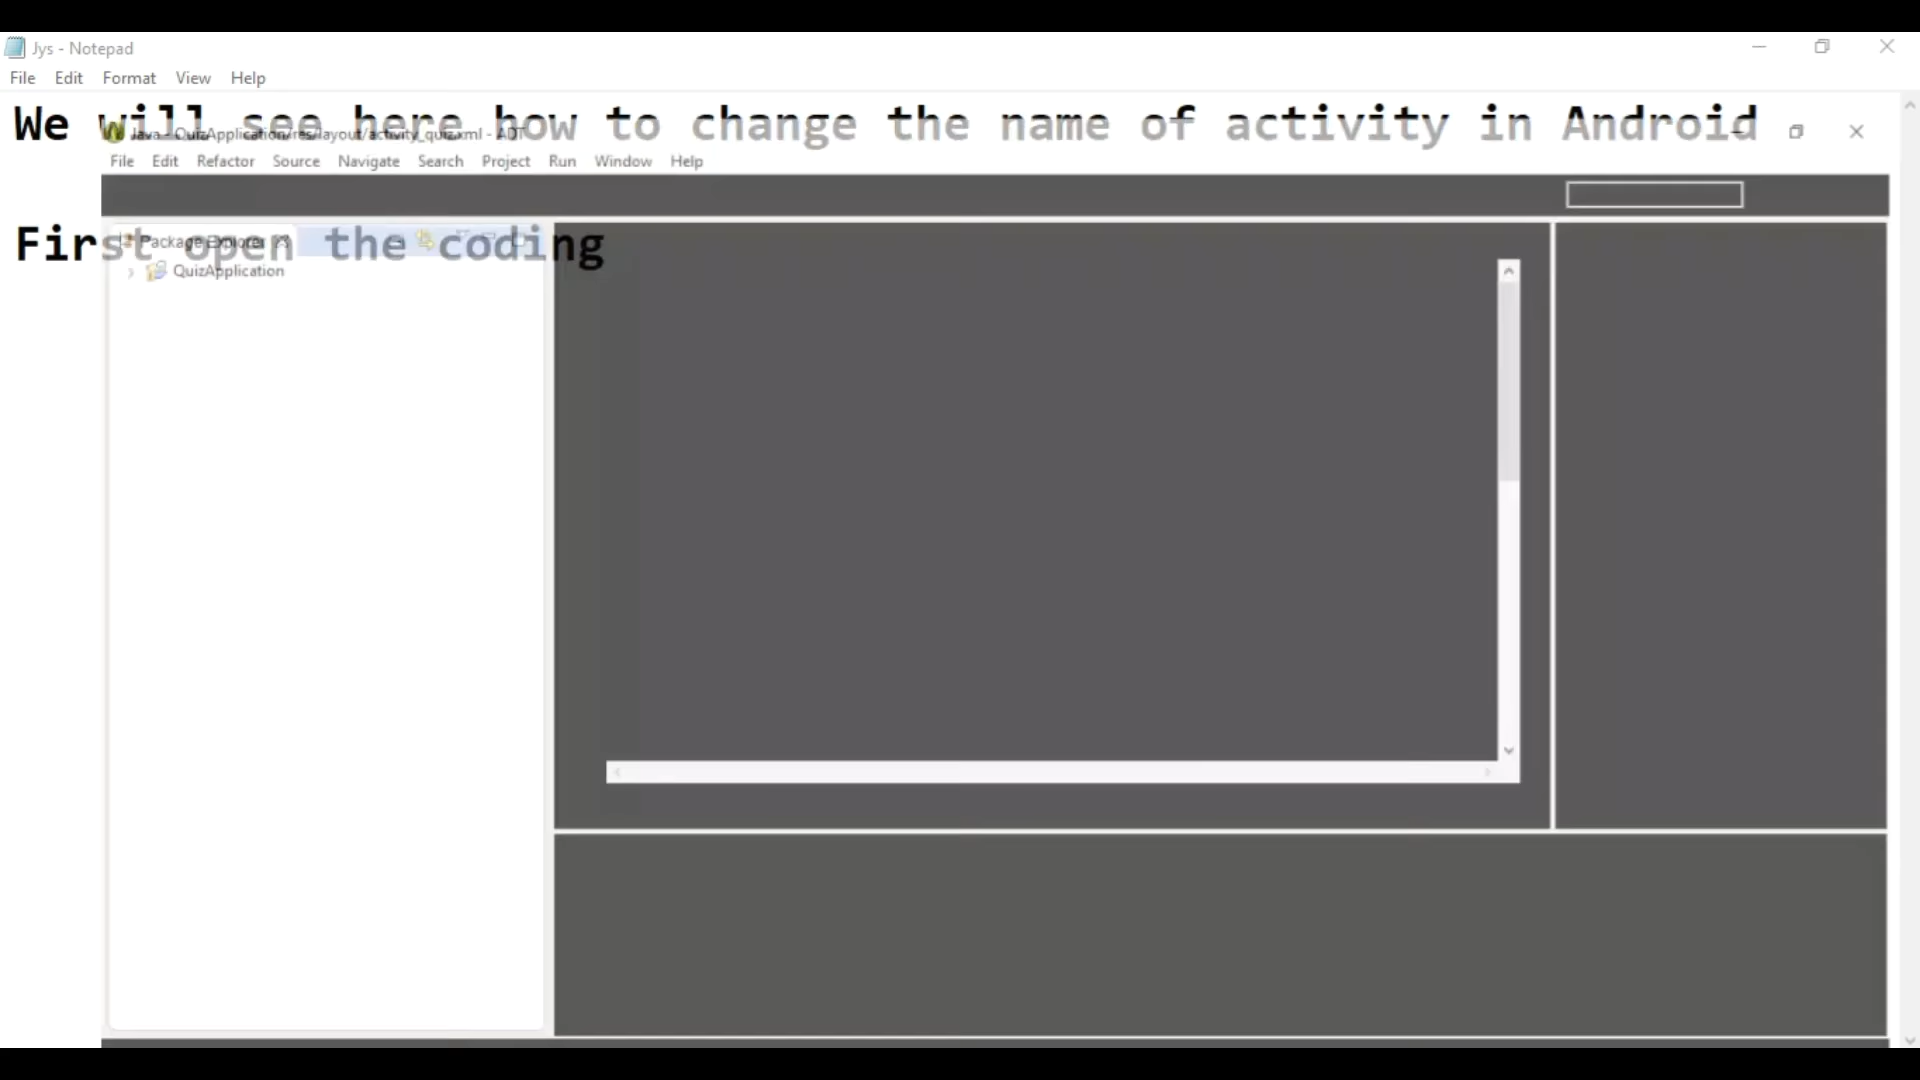 Jys - Notepad
File Edit Format View Help
We will see here how to change the name of activity in Android
Java - QuizApplication/res/layout/activity_quiz.xml - ADT
File Edit Refactor Source Navigate Search Project Run Window Help
First open the coding
Package Explorer
QuizApplication